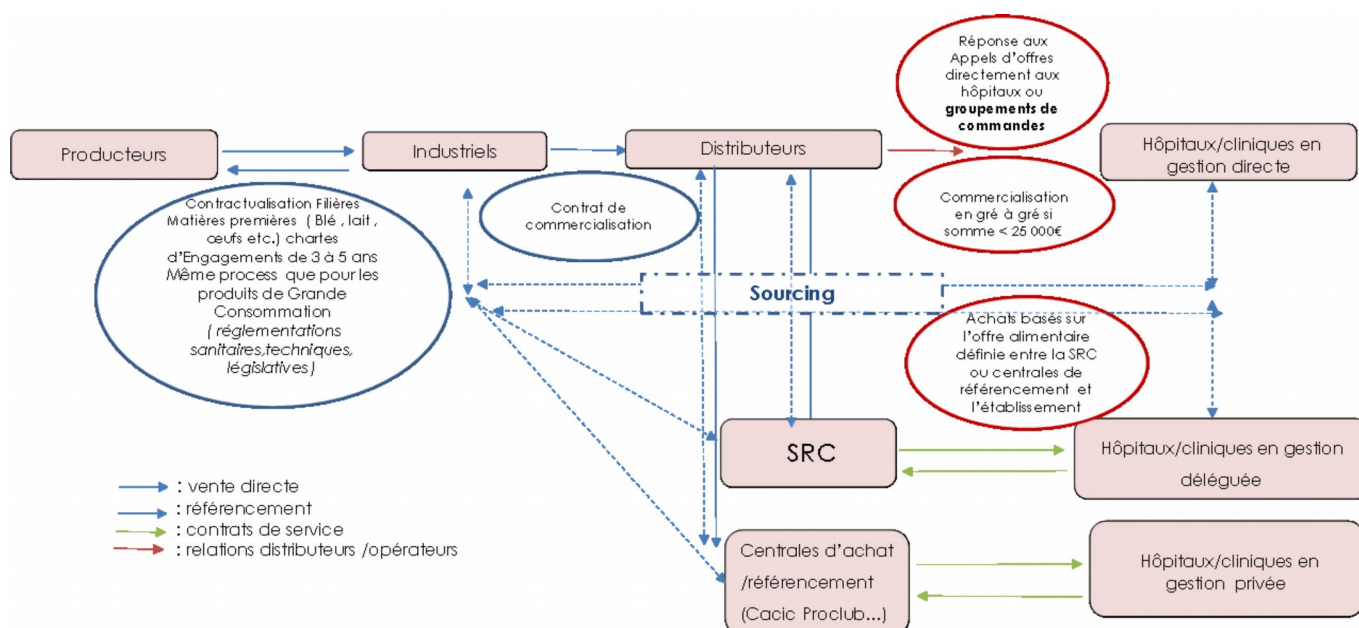 Réponse aux
Appels d'offres
directement aux
hôpitaux ou
groupements de
commandes
Producteurs
Industriels
Distributeurs
Hôpitaux/cliniques en
gestion directe
Contractualisation Filières
Matières premières ( Blé , lait ,
œufs etc.) chartes
d'Engagements de 3 à 5 ans
Même process que pour les
produits de Grande
Consommation
( réglementations
sanitaires,techniques,
législatives)
Contrat de
commercialisation
Commercialisation
en gré à gré si
somme < 25 000€
Sourcing
Achats basés sur
l'offre alimentaire
définie entre la SRC
ou centrales de
référencement et
l'établissement
SRC
Hôpitaux/cliniques en gestion
déléguée
: vente directe
: référencement
: contrats de service
: relations distributeurs /opérateurs
Centrales d'achat
/référencement
(Cacic Proclub...)
Hôpitaux/cliniques en
gestion privée